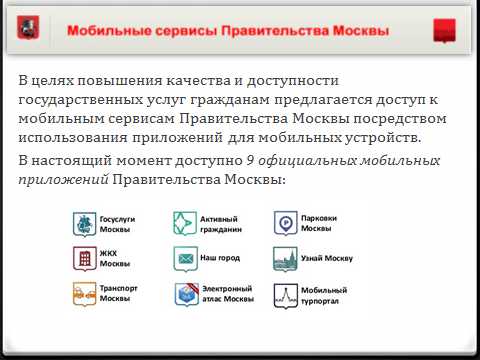 Мобильные сервисы Правительства Москвы
В целях повышения качества и доступности
государственных услуг гражданам предлагается доступ к
мобильным сервисам Правительства Москвы посредством
использования приложений для мобильных устройств.
В настоящий момент доступно 9 официальных мобильных
приложений Правительства Москвы:
Госуслуги
Москвы
Активный
гражданин
Парковки
Москвы
ЖКХ
Москвы
Наш город
Узнай Москву
Транспорт
Москвы
Электронный
атлас Москвы
Мобильный
турпортал